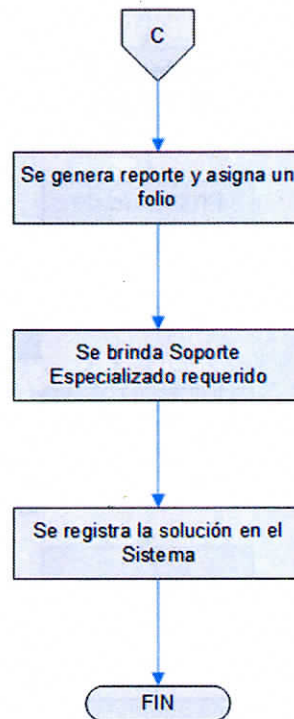 C
Se genera reporte y asigna un
folio
Se brinda Soporte
Especializado requerido
Se registra la solución en el
Sistema
FIN